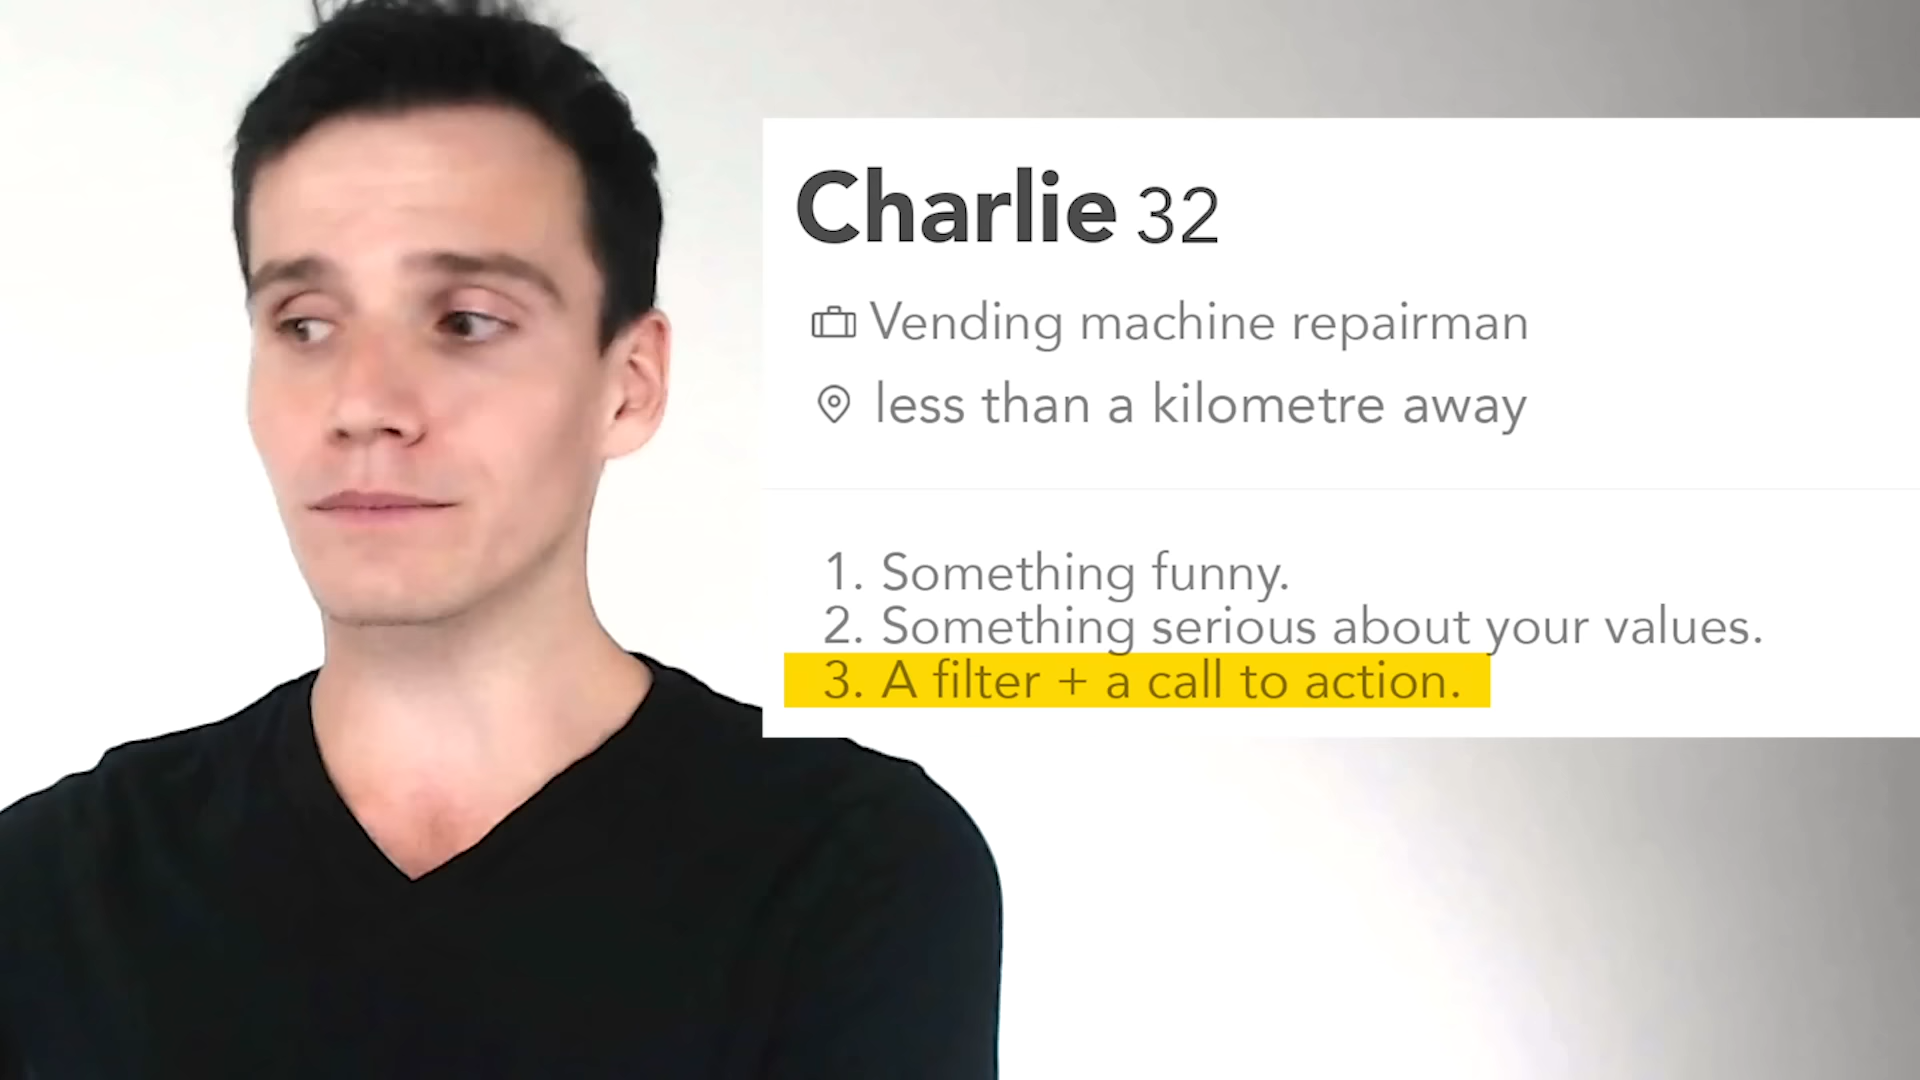 Charlie 32
Vending machine repairman
less than a kilometre away
1. Something funny.
2. Something serious about your values.
3. A filter + a call to action.